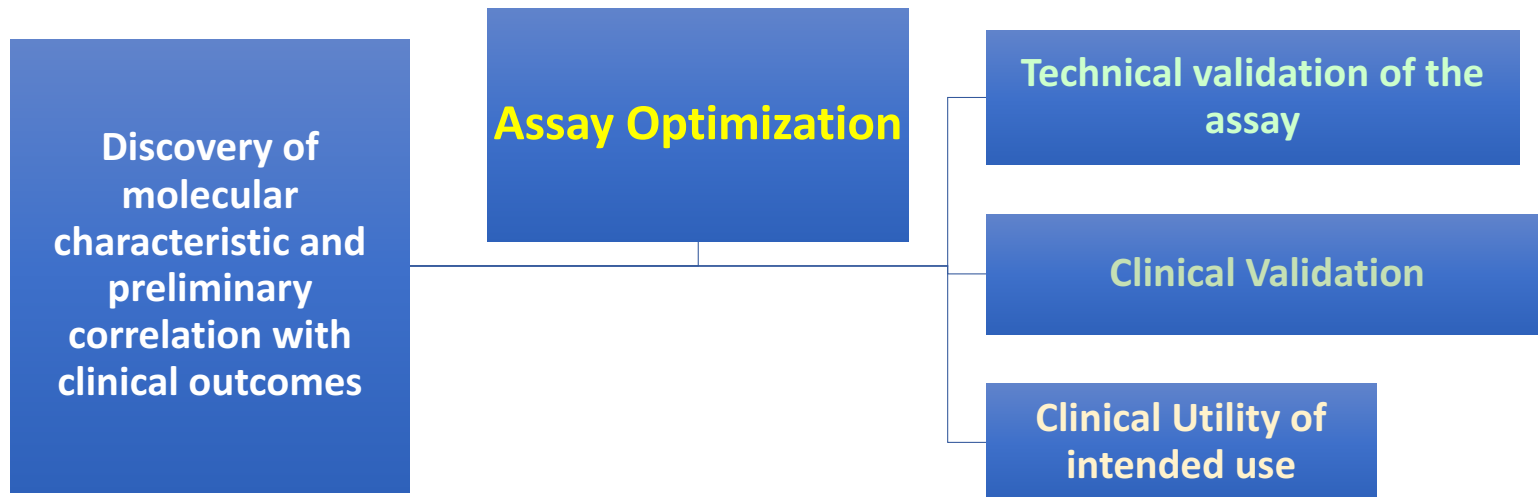 Discovery of
molecular
characteristic and
preliminary
correlation with
clinical outcomes
Assay Optimization
Technical validation of the
assay
Clinical Validation
Clinical Utility of
intended use